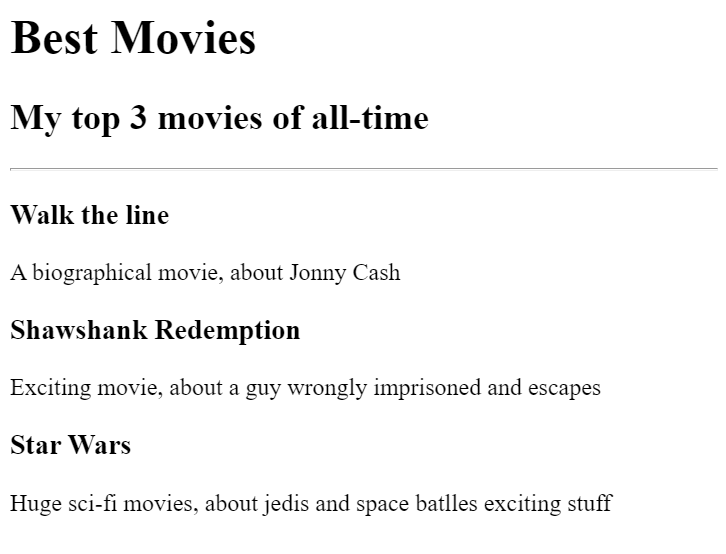 Best Movies
My top 3 movies of all-time
Walk the line
A biographical movie, about Jonny Cash
Shawshank Redemption
Exciting movie, about a guy wrongly imprisoned and escapes
Star Wars
Huge sci-fi movies, about jedis and space batlles exciting stuff